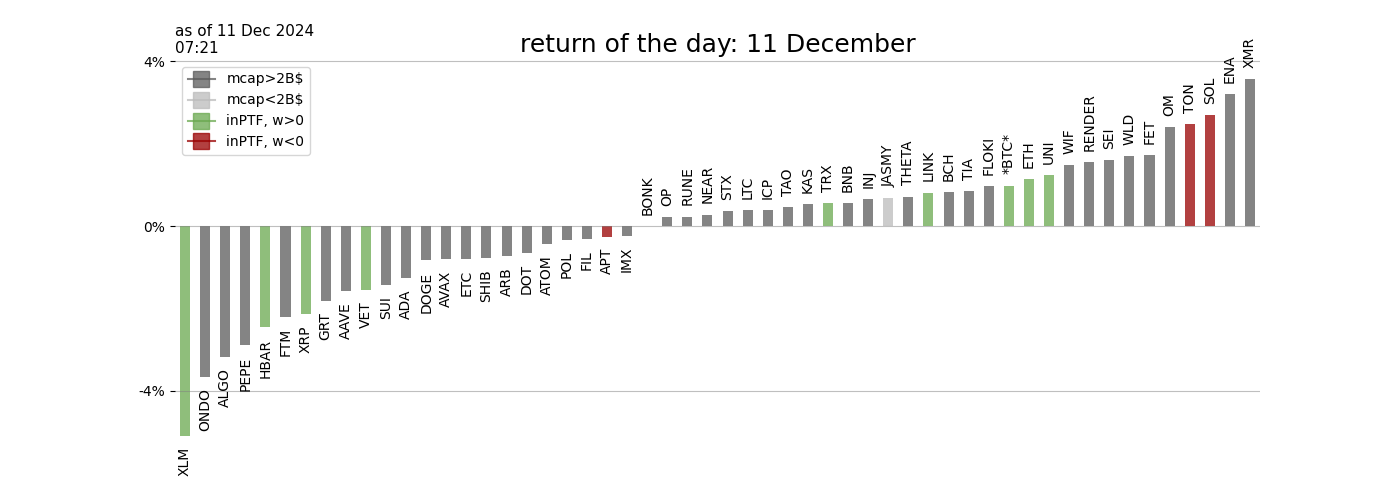 as of 11 Dec 2024
07:21
return of the day: 11 December
4%
0%
-4%
mcap>2B$
mcap<2B$
inPTF, w>0
inPTF, w<0
XLM
ONDO
ALGO
PEPE
HBAR
FTM
XRP
GRT
AAVE
VET
SUI
ADA
DOGE
AVAX
ETC
SHIB
ARB
DOT
ATOM
POL
FIL
APT
IMX
BONK
OP
RUNE
NEAR
STX
LTC
ICP
TAO
KAS
TRX
BNB
INJ
JASMY
THETA
LINK
BCH
TIA
FLOKI
*BTC*
ETH
UNI
WIF
RENDER
SEI
WLD
FET
OM
TON
SOL
ENA
XMR